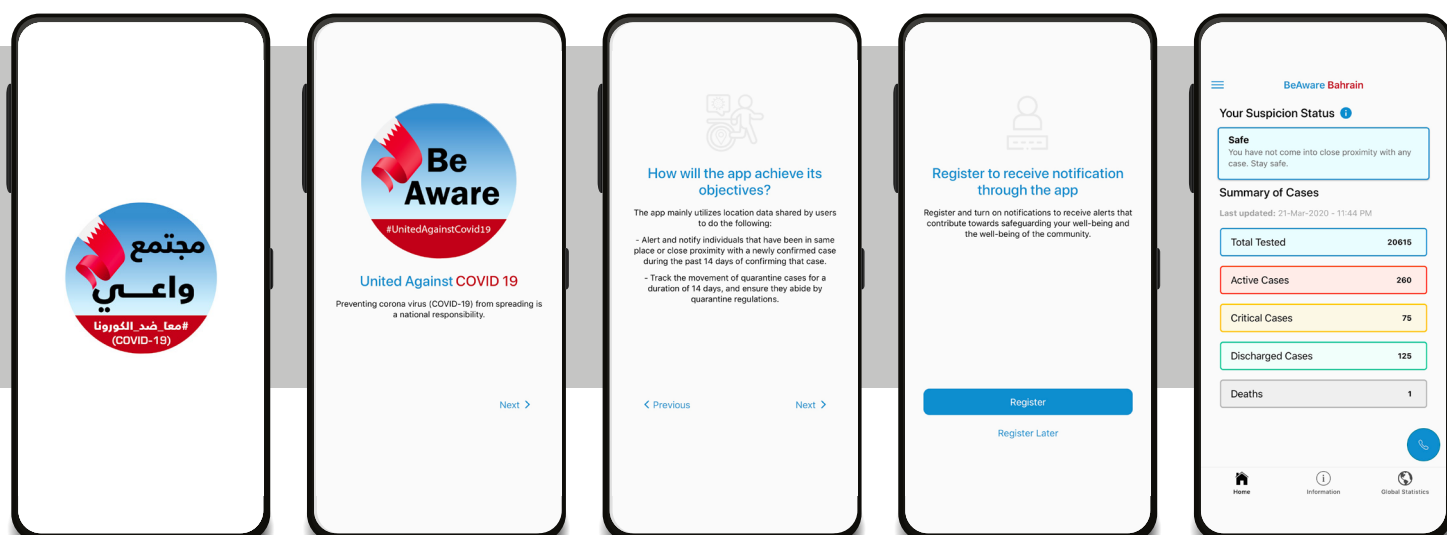 مجتمع
واعي
#معا_ضد_الكورونا
(COVID-19)
Be
Aware
#UnitedAgainstCovid19
United Against COVID 19
Preventing corona virus (COVID-19) from spreading is
a national responsibility.
Next >
How will the app achieve its
objectives?
The app mainly utilizes location data shared by users
to do the following:
- Alert and notify individuals that have been in same
place or close proximity with a newly confirmed case
during the past 14 days of confirming that case.
- Track the movement of quarantine cases for a
duration of 14 days, and ensure they abide by
quarantine regulations.
< Previous
Next >
Register to receive notification
through the app
Register and turn on notifications to receive alerts that
contribute towards safeguarding your well-being and
the well-being of the community.
Register
Register Later
BeAware Bahrain
Your Suspicion Status i
Safe
You have not come into close proximity with any
case. Stay safe.
Summary of Cases
Last updated: 21-Mar-2020 - 11:44 PM
Total Tested 20615
Active Cases 260
Critical Cases 75
Discharged Cases 125
Deaths 1
Home Information Global Statistics